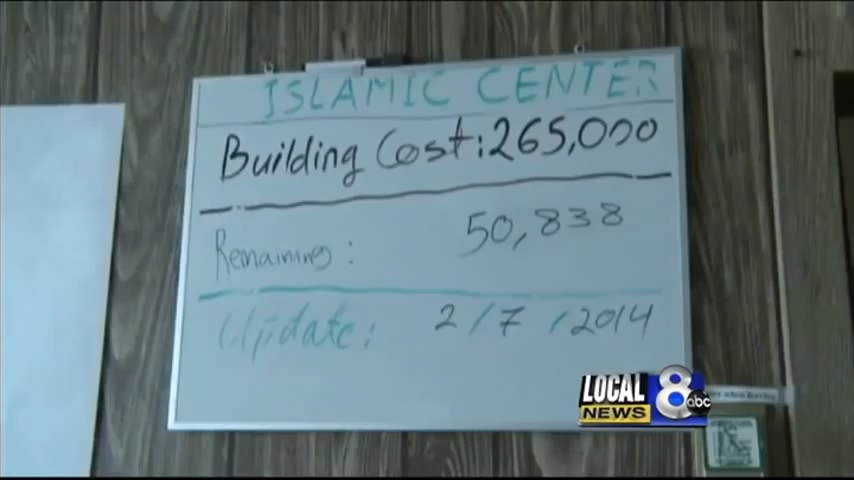 ISLAMIC CENTER
Building Cost: 265,000
Remaining: 50,838
Update: 2/7/2014
LOCAL 8 abc
NEWS